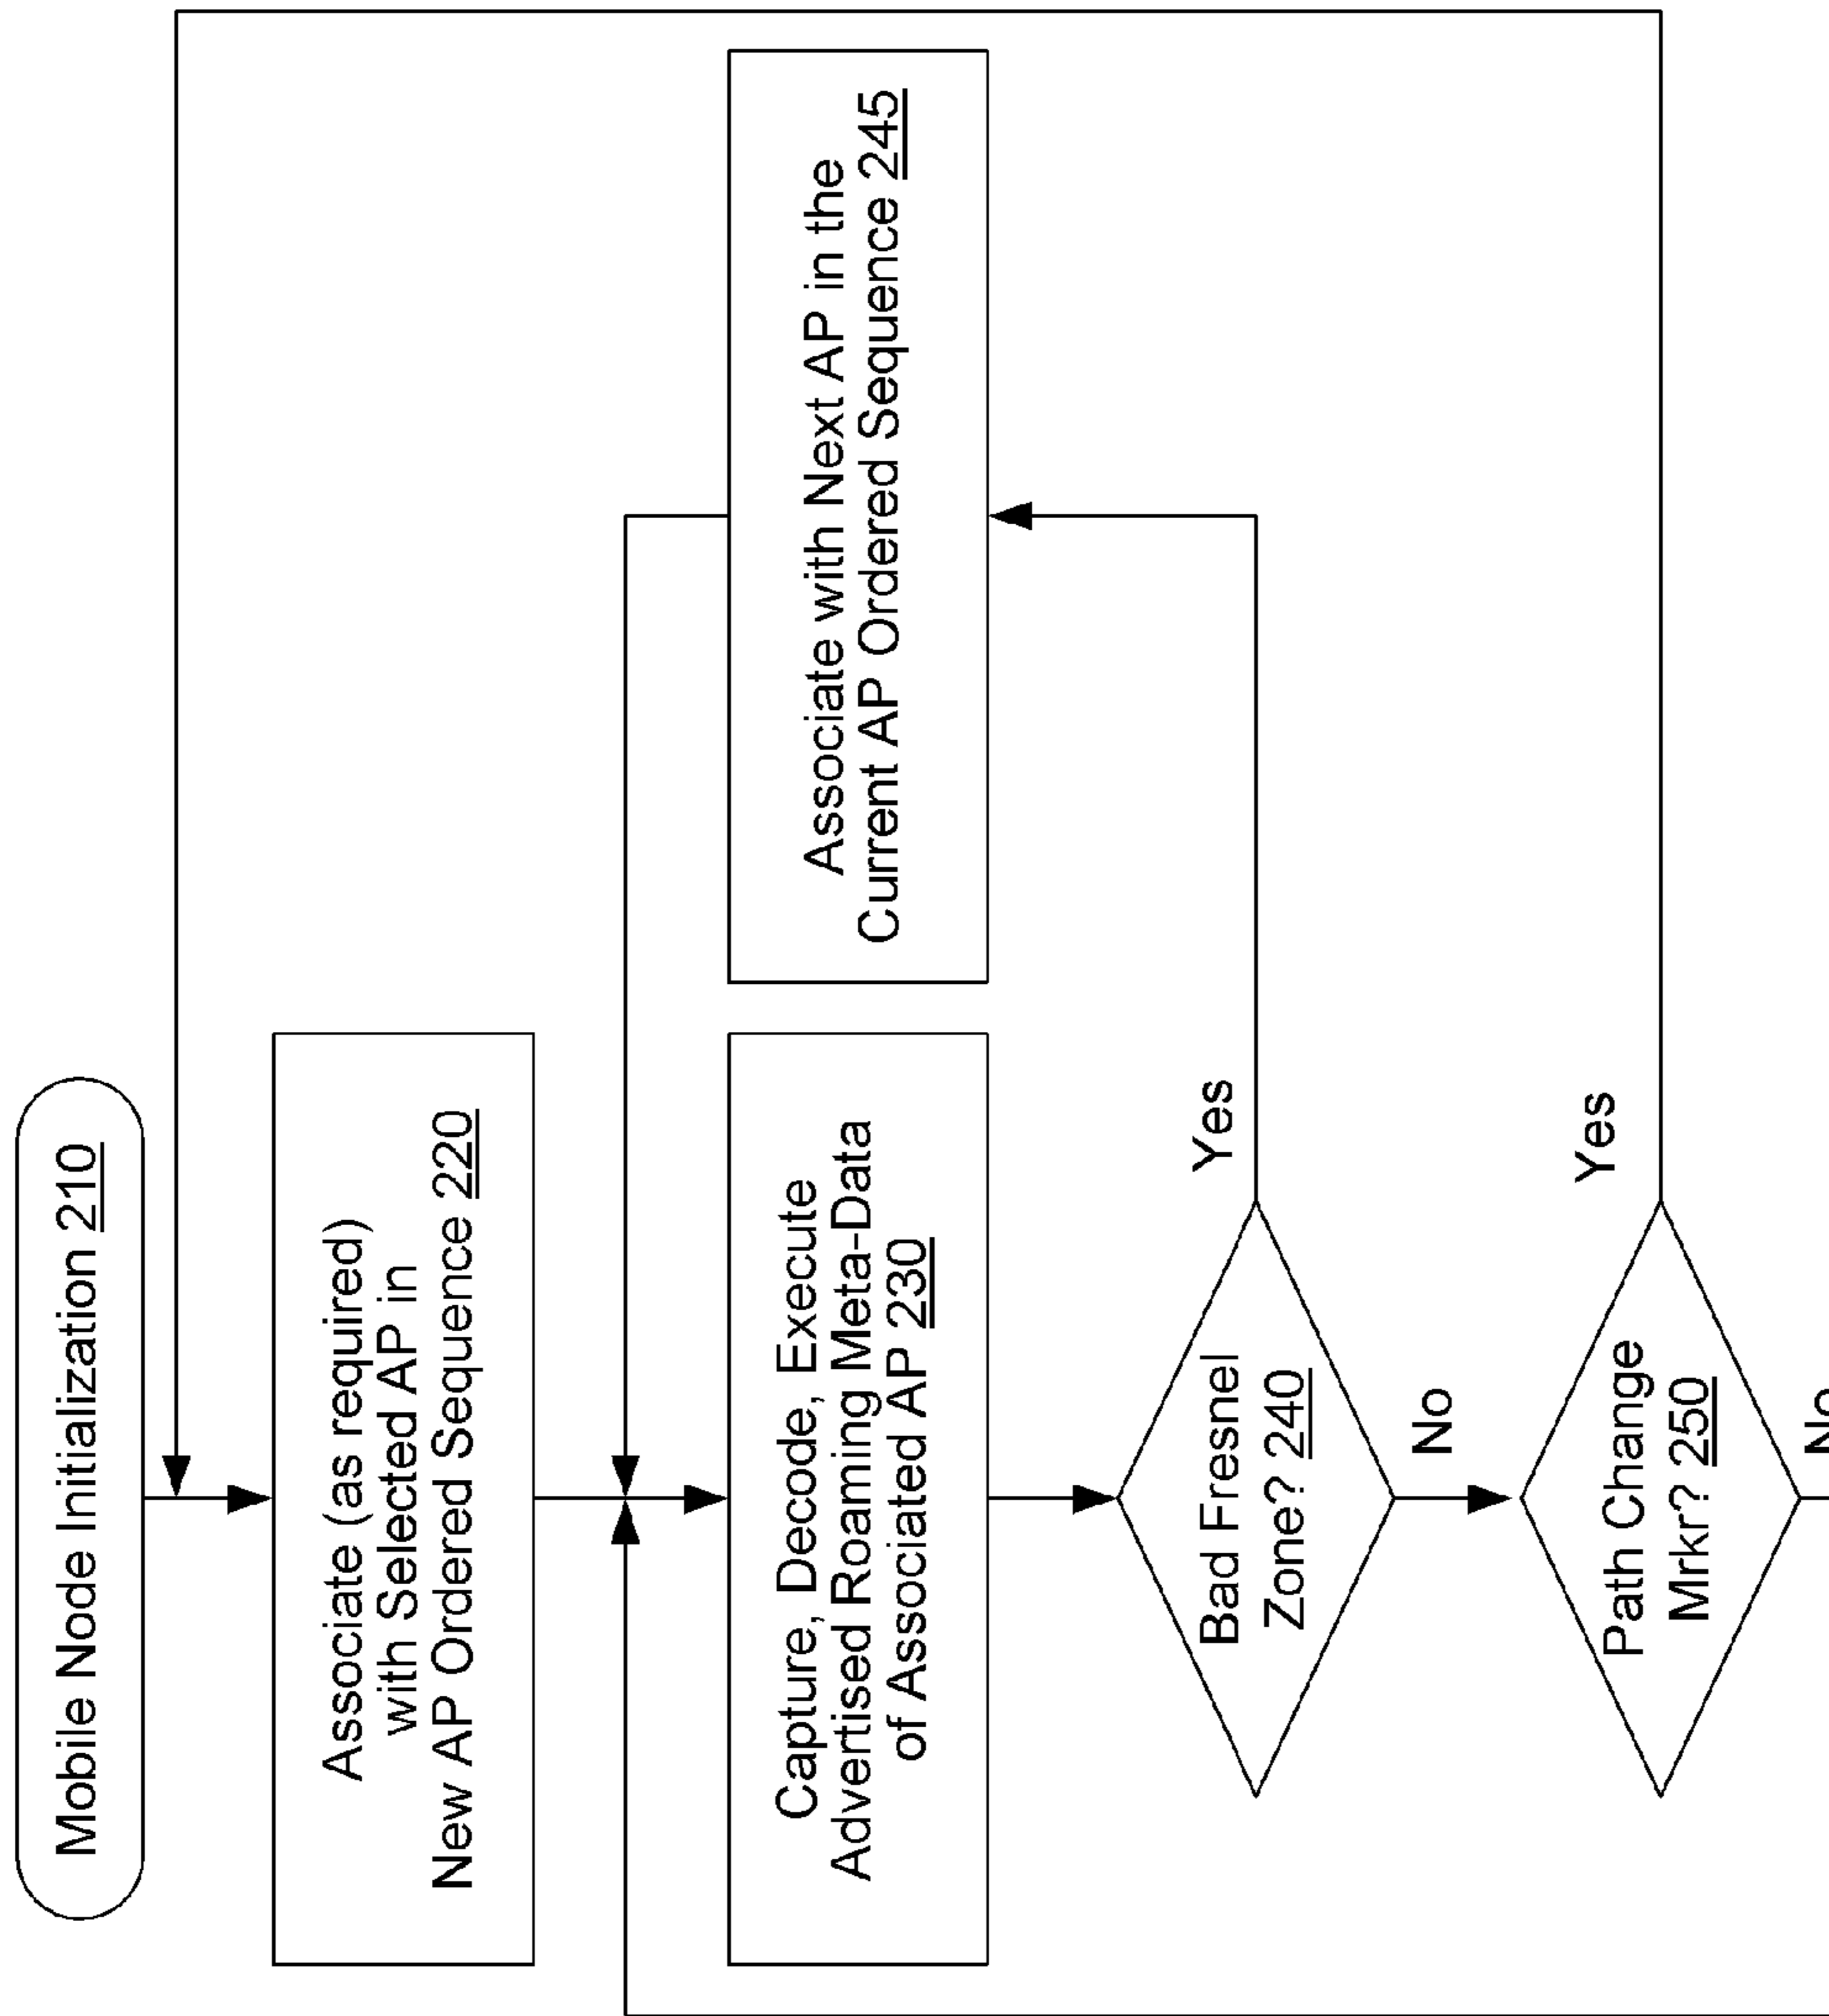 Mobile Node Initialization 210
Associate (as required)
with Selected AP in
New AP Ordered Sequence 220
Capture, Decode, Execute
Advertised Roaming Meta-Data
of Associated AP 230
Associate with Next AP in the
Current AP Ordered Sequence 245
Bad Fresnel
Zone? 240
Yes
No
Path Change
Mrkr? 250
Yes
No